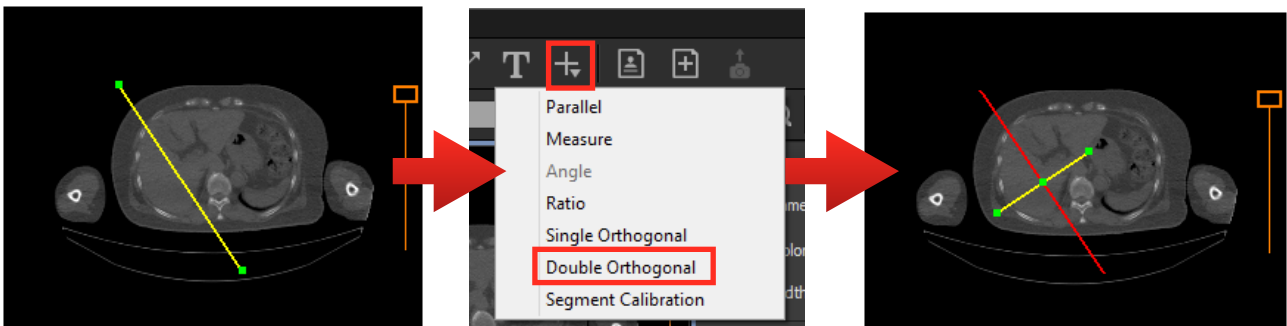 T
Parallel
Measure
Angle
Ratio
Single Orthogonal
Double Orthogonal
Segment Calibration